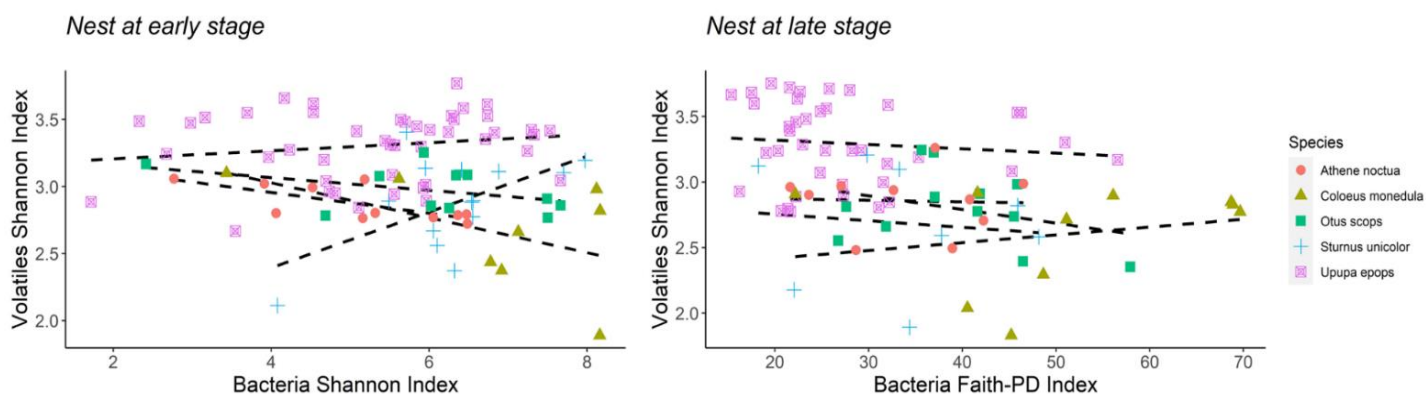 Nest at early stage
Volatiles Shannon Index
3.5
3.0
2.5
2.0
2
4
6
8
Bacteria Shannon Index
Nest at late stage
Volatiles Shannon Index
3.5
3.0
2.5
2.0
20
30
40
50
60
70
Bacteria Faith-PD Index
Species
Athene noctua
Coloeus monedula
Otus scops
Sturnus unicolor
Upupa epops